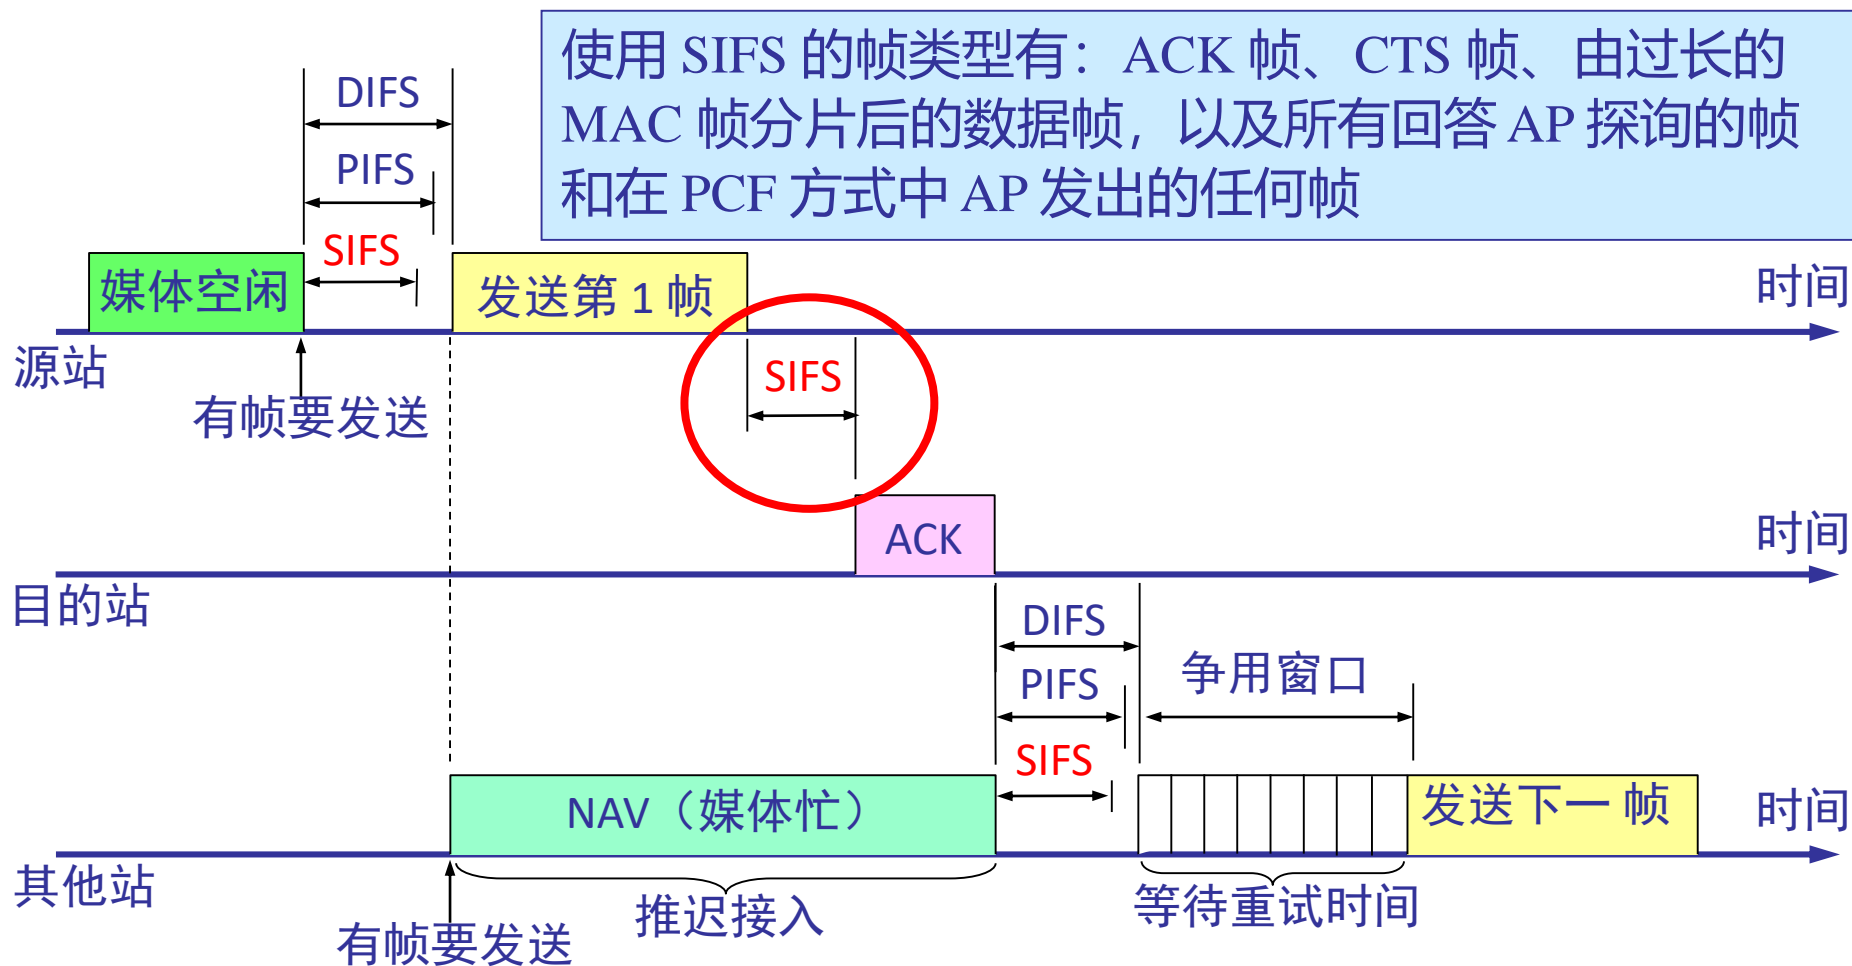 使用 SIFS 的帧类型有：ACK 帧、CTS 帧、由过长的
MAC 帧分片后的数据帧，以及所有回答 AP 探询的帧
和在 PCF 方式中 AP 发出的任何帧
DIFS
PIFS
SIFS
媒体空闲
发送第 1 帧
时间
源站
有帧要发送
SIFS
ACK
时间
目的站
DIFS
PIFS
SIFS
争用窗口
NAV（媒体忙）
发送下一 帧
时间
其他站
有帧要发送
推迟接入
等待重试时间